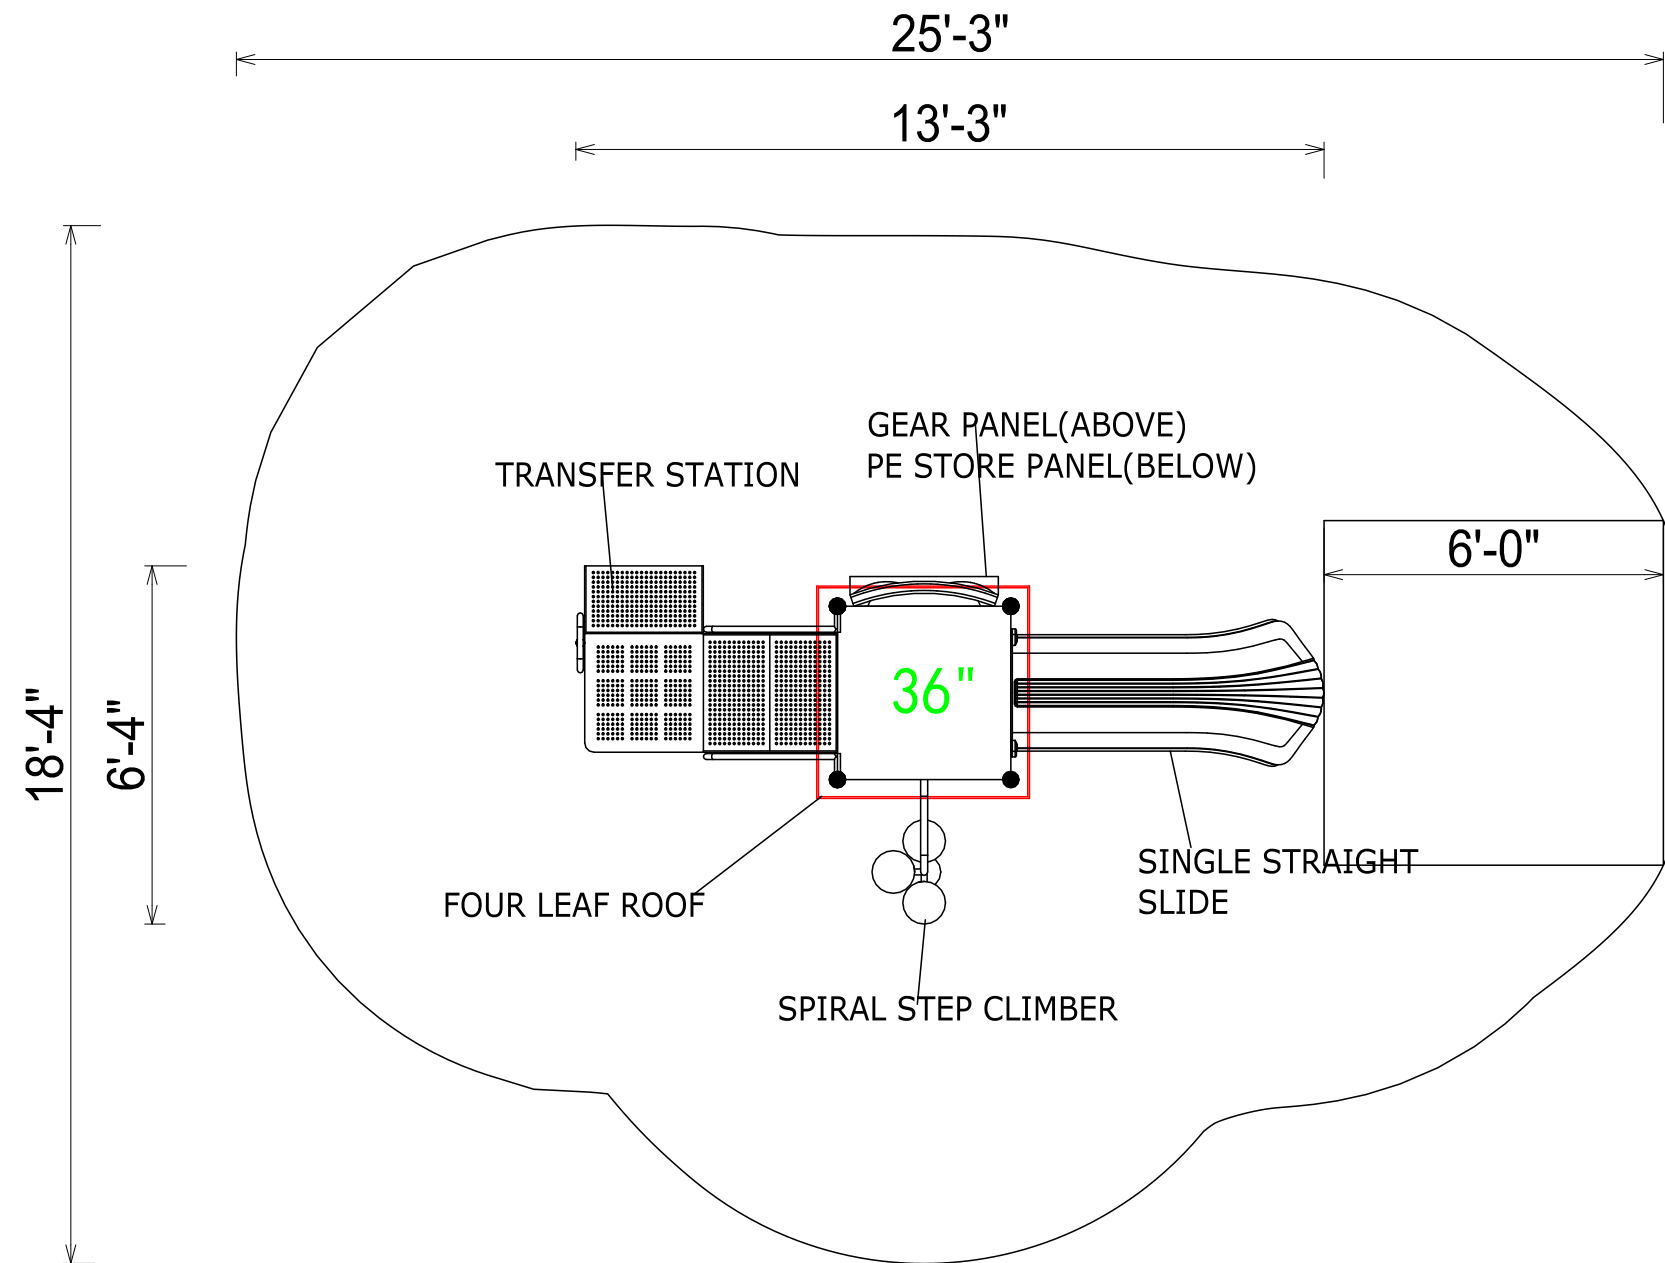 25'-3"
13'-3"
GEAR PANEL(ABOVE)
PE STORE PANEL(BELOW)
TRANSFER STATION
6'-0"
36"
18'-4"
6'-4"
SINGLE STRAIGHT
SLIDE
FOUR LEAF ROOF
SPIRAL STEP CLIMBER